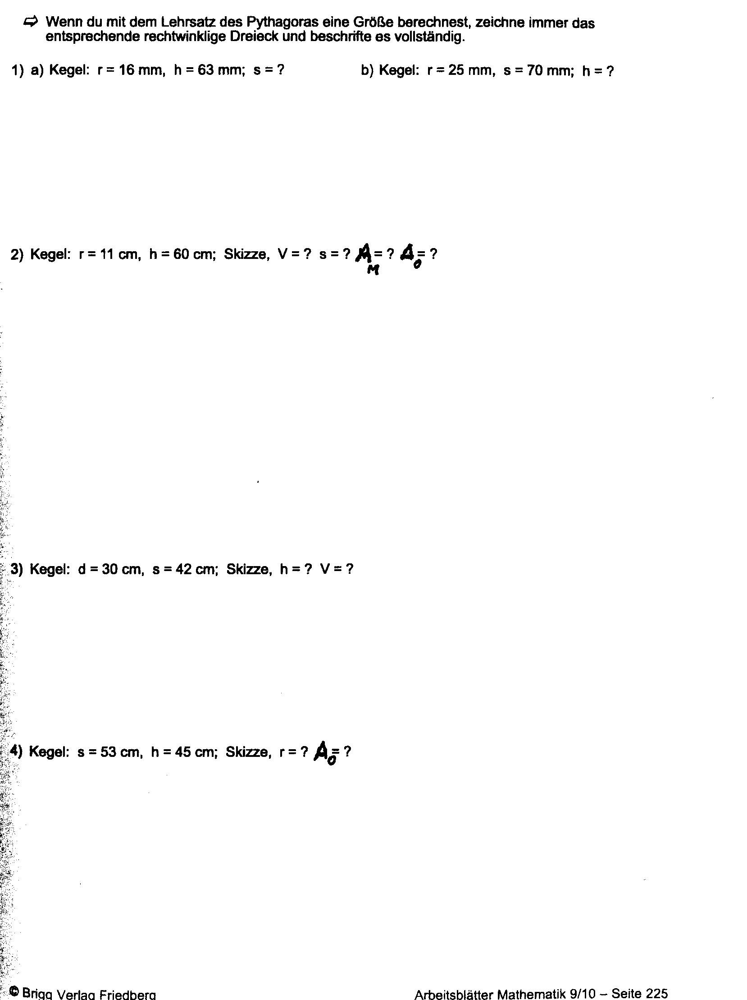 ⇨ Wenn du mit dem Lehrsatz des Pythagoras eine Größe berechnest, zeichne immer das
entsprechende rechtwinklige Dreieck und beschrifte es vollständig.
1) a) Kegel: r = 16 mm, h = 63 mm; s = ? b) Kegel: r = 25 mm, s = 70 mm; h = ?
2) Kegel: r = 11 cm, h = 60 cm; Skizze, V = ? s = ? A_M = ? A_O = ?
3) Kegel: d = 30 cm, s = 42 cm; Skizze, h = ? V = ?
4) Kegel: s = 53 cm, h = 45 cm; Skizze, r = ? A_O = ?
© Brigg Verlag Friedberg Arbeitsblätter Mathematik 9/10 – Seite 225